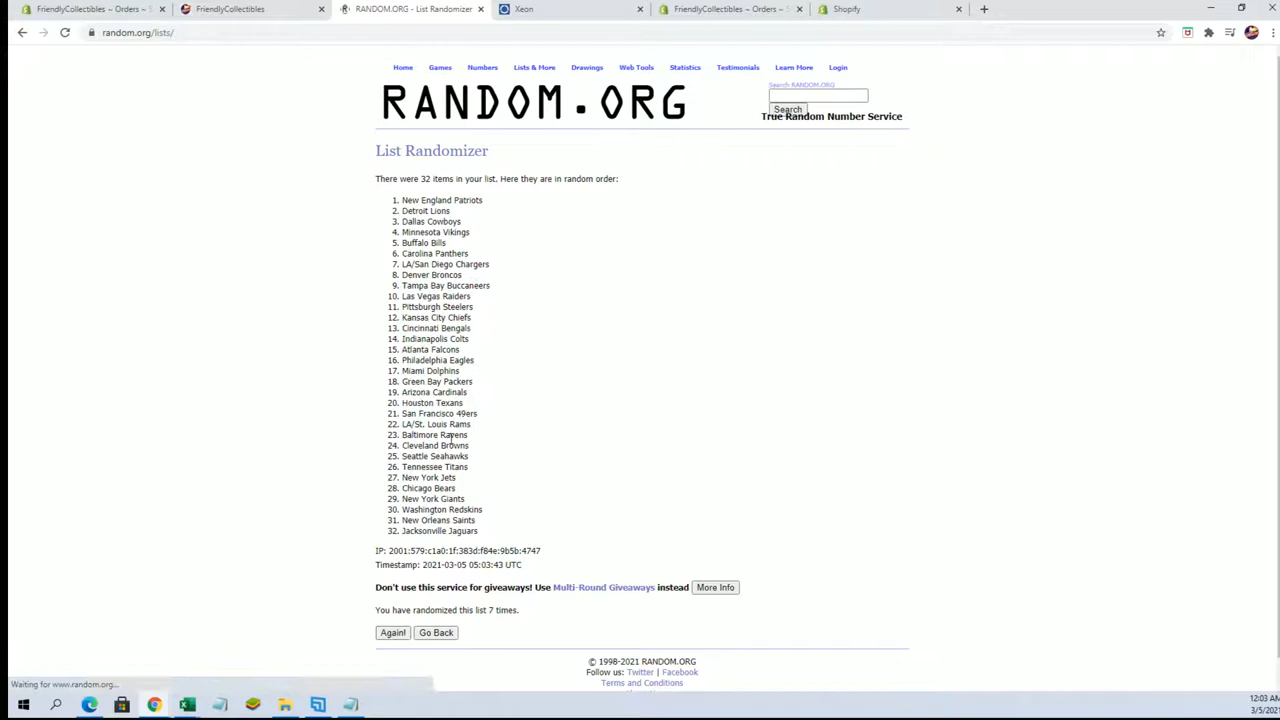 FriendlyCollectibles ~ Orders ~ S
FriendlyCollectibles
RANDOM.ORG - List Randomizer
Xeon
FriendlyCollectibles ~ Orders ~ S
Shopify
random.org/lists/
Home Games Numbers Lists & More Drawings Web Tools Statistics Testimonials Learn More Login
RANDOM.ORG
Search RANDOM.ORG
Search
True Random Number Service
List Randomizer
There were 32 items in your list. Here they are in random order:
1. New England Patriots
2. Detroit Lions
3. Dallas Cowboys
4. Minnesota Vikings
5. Buffalo Bills
6. Carolina Panthers
7. LA/San Diego Chargers
8. Denver Broncos
9. Tampa Bay Buccaneers
10. Las Vegas Raiders
11. Pittsburgh Steelers
12. Kansas City Chiefs
13. Cincinnati Bengals
14. Indianapolis Colts
15. Atlanta Falcons
16. Philadelphia Eagles
17. Miami Dolphins
18. Green Bay Packers
19. Arizona Cardinals
20. Houston Texans
21. San Francisco 49ers
22. LA/St. Louis Rams
23. Baltimore Ravens
24. Cleveland Browns
25. Seattle Seahawks
26. Tennessee Titans
27. New York Jets
28. Chicago Bears
29. New York Giants
30. Washington Redskins
31. New Orleans Saints
32. Jacksonville Jaguars
IP: 2001:579:c1a0:1f:383d:f84e:9b5b:4747
Timestamp: 2021-03-05 05:03:43 UTC
Don't use this service for giveaways! Use Multi-Round Giveaways instead More Info
You have randomized this list 7 times.
Again! Go Back
© 1998-2021 RANDOM.ORG
Follow us: Twitter | Facebook
Terms and Conditions
Waiting for www.random.org...
12:03 AM
3/5/2021